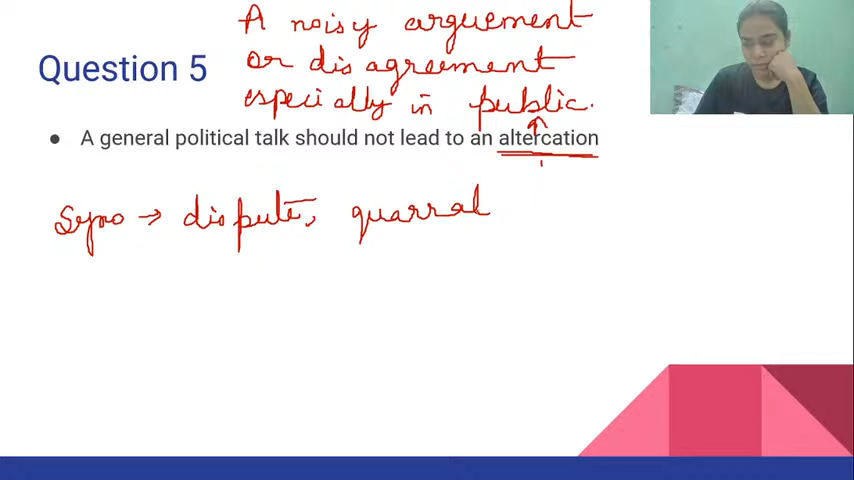 A noisy arguement
or disagreement
especially in public.
Question 5
● A general political talk should not lead to an altercation
Syno → dispute, quarral